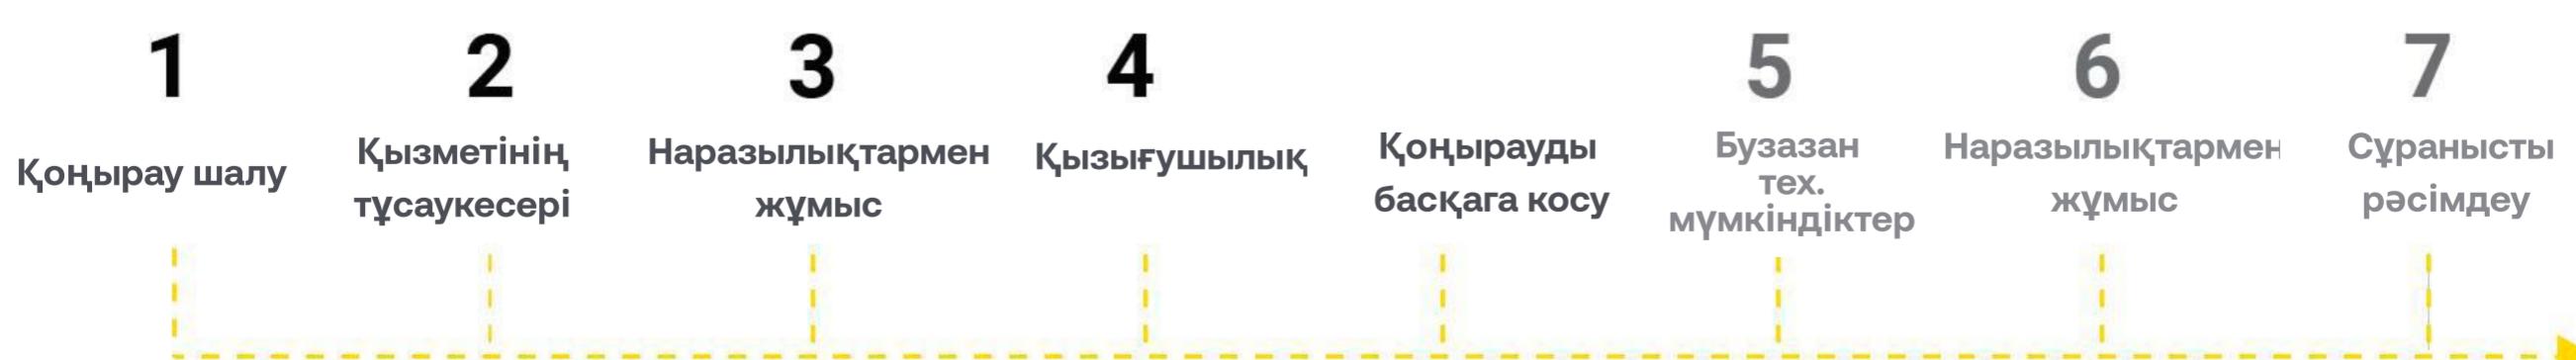 1
Қоңырау шалу
2
Қызметінің
тұсаукесері
3
Наразылықтармен
жұмыс
4
Қызығушылық
Қоңырауды
басқага косу
5
Бузазан
тех.
мүмкіндіктер
6
Наразылықтармен
жұмыс
7
Сұранысты
рәсімдеу